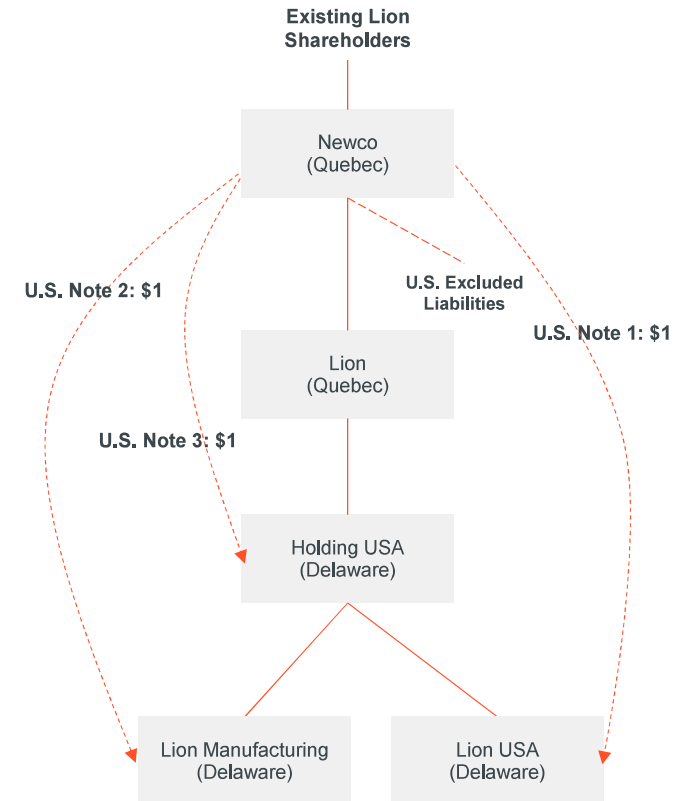 Existing Lion
Shareholders
Newco
(Quebec)
U.S. Note 2: $1
U.S. Excluded
Liabilities
U.S. Note 1: $1
Lion
(Quebec)
U.S. Note 3: $1
Holding USA
(Delaware)
Lion Manufacturing
(Delaware)
Lion USA
(Delaware)